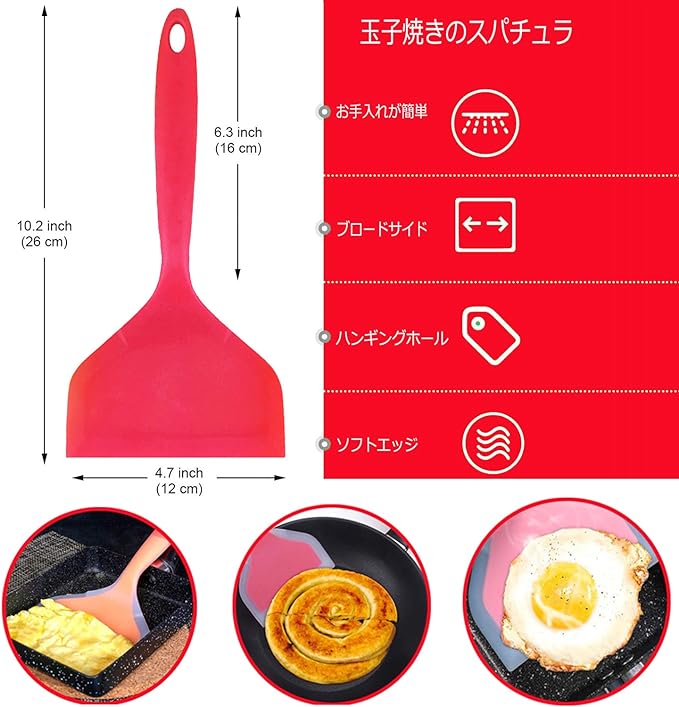 玉子焼きのスパチュラ
6.3 inch
(16 cm)
10.2 inch
(26 cm)
4.7 inch
(12 cm)
お手入れが簡単
ブロードサイド
ハンギングホール
ソフトエッジ